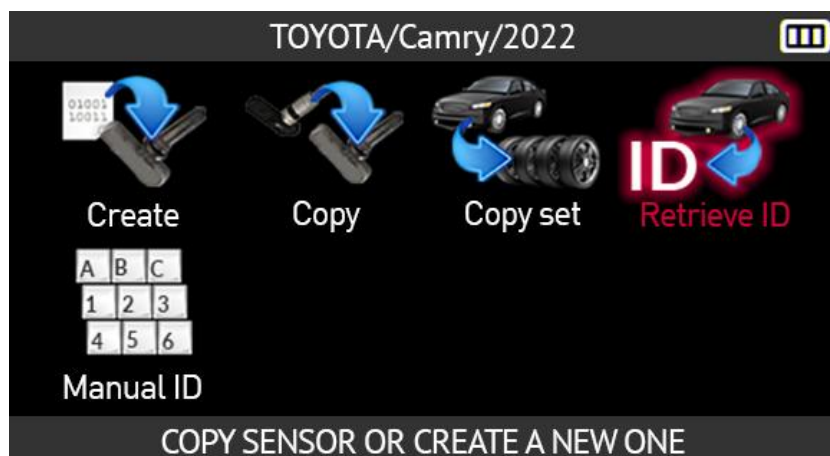 TOYOTA/Camry/2022
01001
10011
Create
Copy
Copy set
ID
Retrieve ID
A B C
1 2 3
4 5 6
Manual ID
COPY SENSOR OR CREATE A NEW ONE